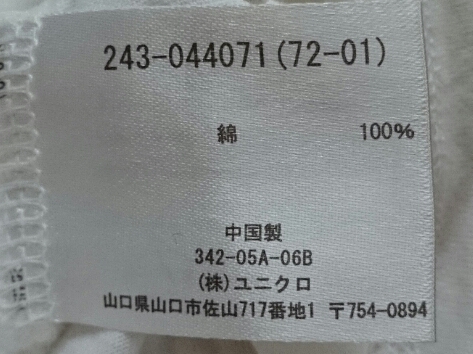 243-044071(72-01)
綿 100%
中国製
342-05A-06B
(株)ユニクロ
山口県山口市佐山717番地1 〒754-0894